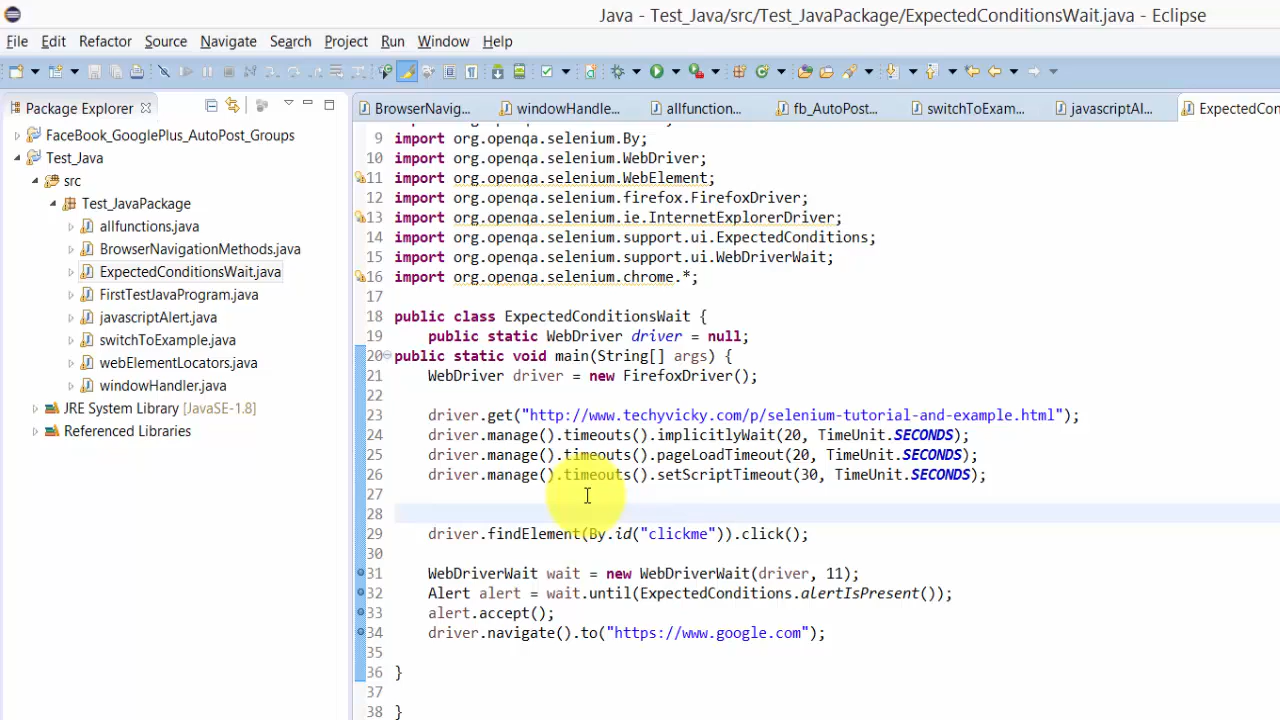 Java - Test_Java/src/Test_JavaPackage/ExpectedConditionsWait.java - Eclipse
File Edit Refactor Source Navigate Search Project Run Window Help
Package Explorer
FaceBook_GooglePlus_AutoPost_Groups
Test_Java
src
Test_JavaPackage
allfunctions.java
BrowserNavigationMethods.java
ExpectedConditionsWait.java
FirstTestJavaProgram.java
javascriptAlert.java
switchToExample.java
webElementLocators.java
windowHandler.java
JRE System Library [JavaSE-1.8]
Referenced Libraries
BrowserNavig... windowHandle... allfunction... fb_AutoPost... switchToExam... javascriptAl... ExpectedCon
9 import org.openqa.selenium.By;
10 import org.openqa.selenium.WebDriver;
11 import org.openqa.selenium.WebElement;
12 import org.openqa.selenium.firefox.FirefoxDriver;
13 import org.openqa.selenium.ie.InternetExplorerDriver;
14 import org.openqa.selenium.support.ui.ExpectedConditions;
15 import org.openqa.selenium.support.ui.WebDriverWait;
16 import org.openqa.selenium.chrome.*;
17
18 public class ExpectedConditionsWait {
19 public static WebDriver driver = null;
20 public static void main(String[] args) {
21 WebDriver driver = new FirefoxDriver();
22
23 driver.get("http://www.techyvicky.com/p/selenium-tutorial-and-example.html");
24 driver.manage().timeouts().implicitlyWait(20, TimeUnit.SECONDS);
25 driver.manage().timeouts().pageLoadTimeout(20, TimeUnit.SECONDS);
26 driver.manage().timeouts().setScriptTimeout(30, TimeUnit.SECONDS);
27
28
29 driver.findElement(By.id("clickme")).click();
30
31 WebDriverWait wait = new WebDriverWait(driver, 11);
32 Alert alert = wait.until(ExpectedConditions.alertIsPresent());
33 alert.accept();
34 driver.navigate().to("https://www.google.com");
35
36 }
37
38 }